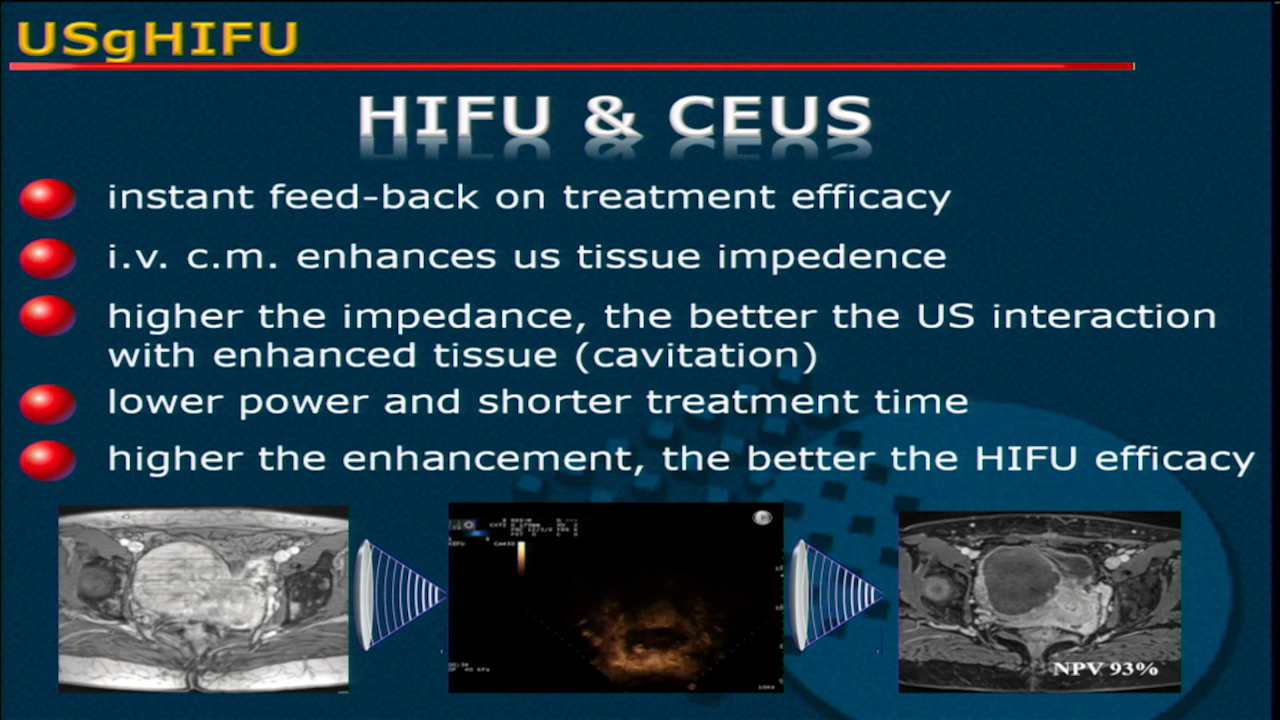 USgHIFU
HIFU & CEUS
instant feed-back on treatment efficacy
i.v. c.m. enhances us tissue impedence
higher the impedance, the better the US interaction
with enhanced tissue (cavitation)
lower power and shorter treatment time
higher the enhancement, the better the HIFU efficacy
NPV 93%